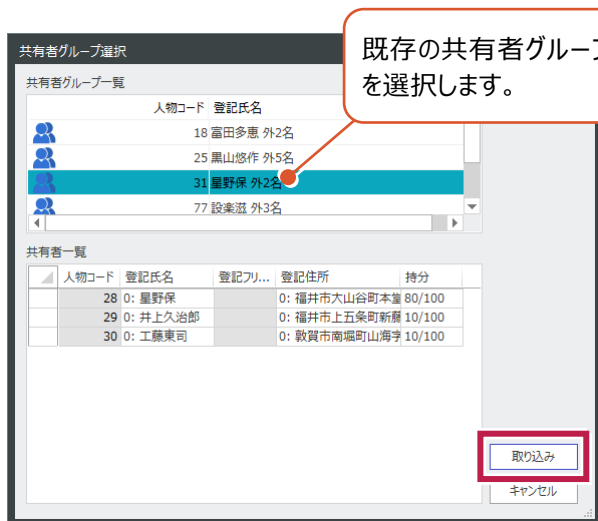 既存の共有者グループ
を選択します。
共有者グループ選択
共有者グループ一覧
人物コード 登記氏名
18 富田多恵 外2名
25 黒山悠作 外5名
31 星野保 外2名
77 設楽滋 外3名
共有者一覧
人物コード 登記氏名 登記フリ... 登記住所 持分
28 0: 星野保 0: 福井市大山谷町本堂 80/100
29 0: 井上久治郎 0: 福井市上五条町新藤 10/100
30 0: 工藤東司 0: 敦賀市南堀町山海字 10/100
取り込み
キャンセル